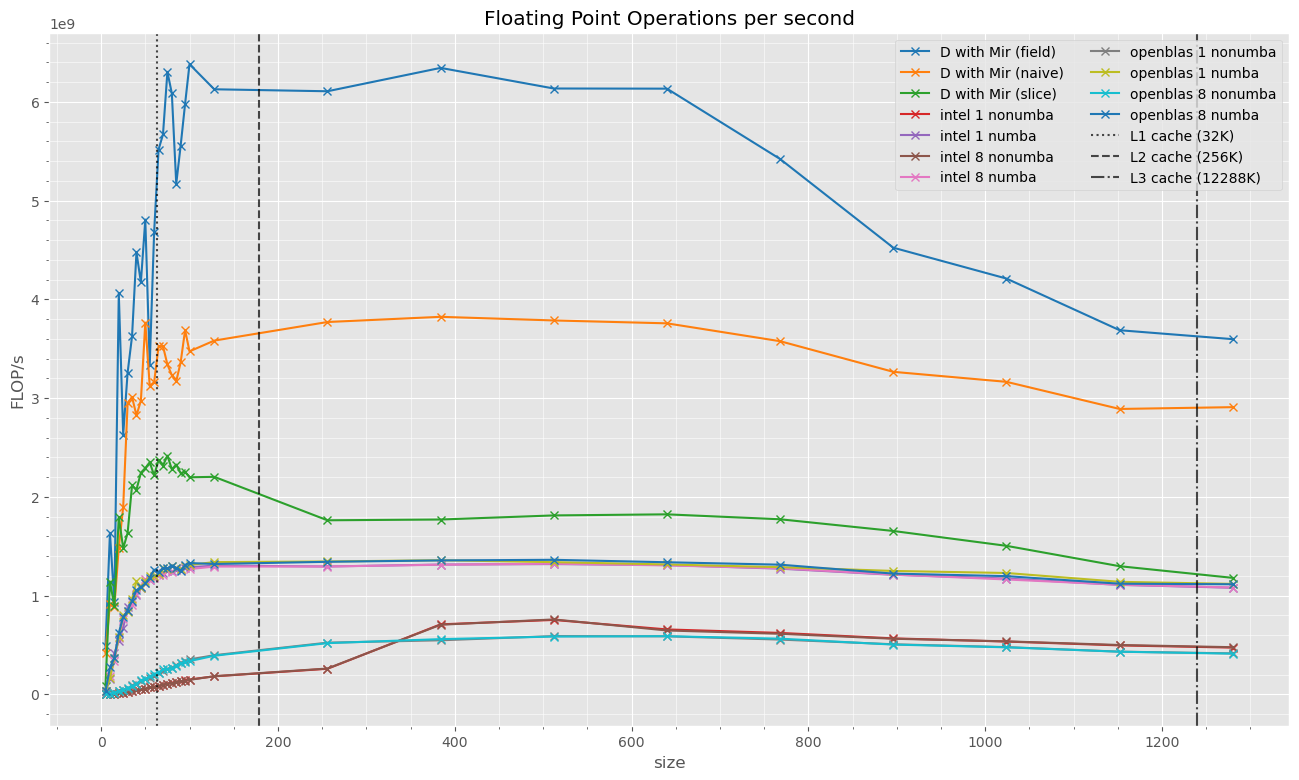 Floating Point Operations per second
1e9
D with Mir (field)
D with Mir (naive)
D with Mir (slice)
intel 1 nonumba
intel 1 numba
intel 8 nonumba
intel 8 numba
openblas 1 nonumba
openblas 1 numba
openblas 8 nonumba
openblas 8 numba
L1 cache (32K)
L2 cache (256K)
L3 cache (12288K)
FLOP/s
6
5
4
3
2
1
0
0 200 400 600 800 1000 1200
size